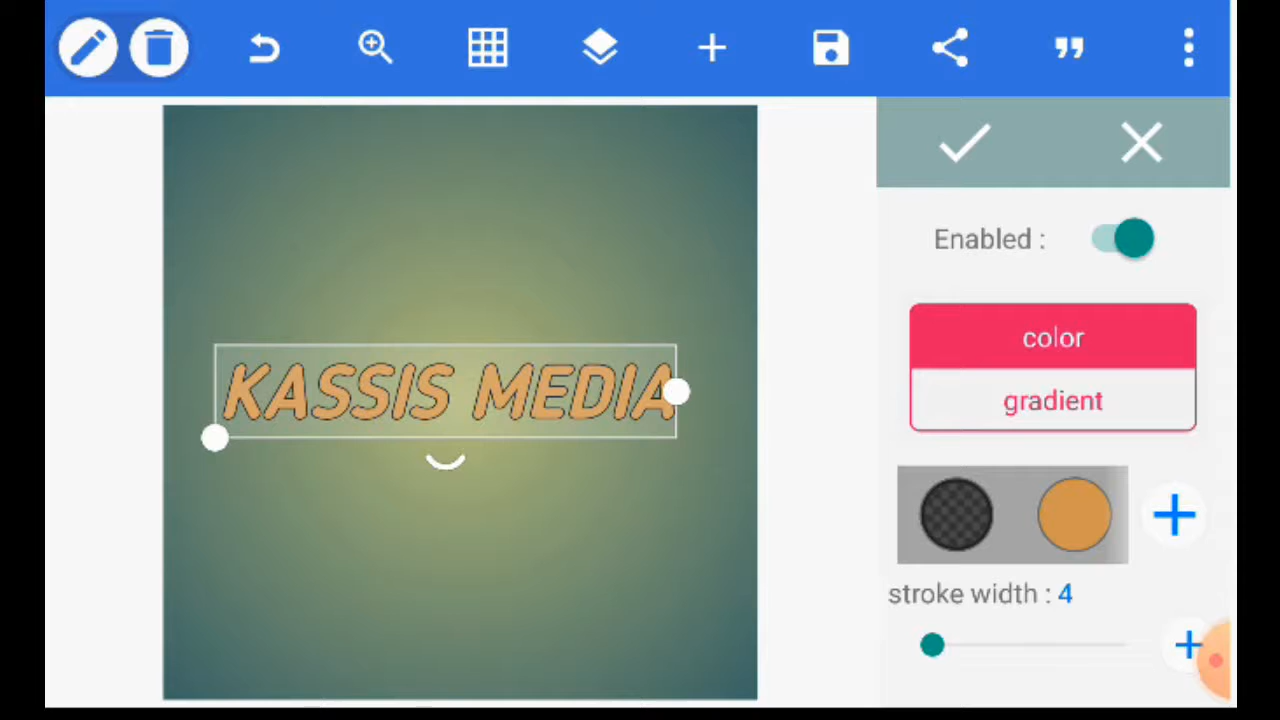 Enabled :
color
gradient
KASSIS MEDIA
stroke width : 4